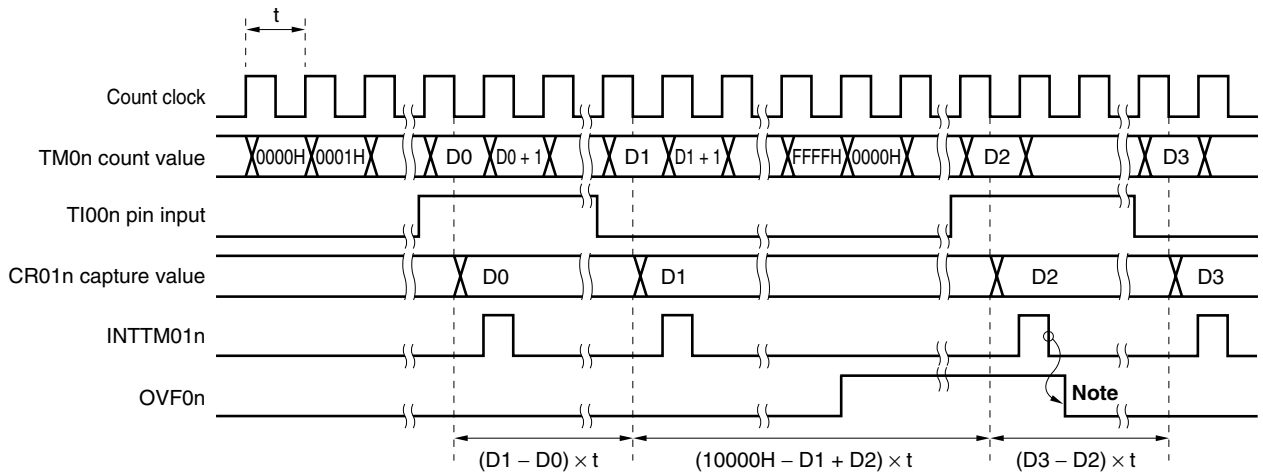 t
Count clock
TM0n count value 0000H 0001H D0 D0 + 1 D1 D1 + 1 FFFFH 0000H D2 D3
TI00n pin input
CR01n capture value D0 D1 D2 D3
INTTM01n
OVF0n Note
(D1 − D0) × t (10000H − D1 + D2) × t (D3 − D2) × t